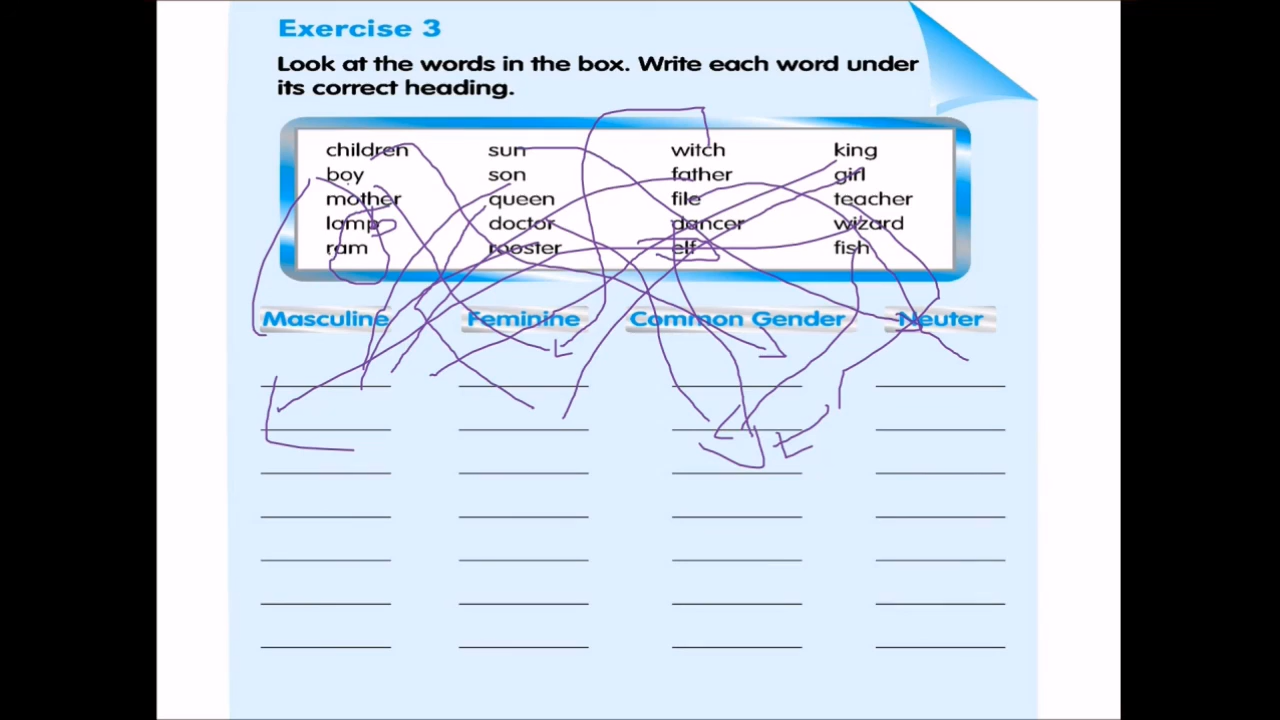 Exercise 3
Look at the words in the box. Write each word under
its correct heading.
children sun witch king
boy son father girl
mother queen file teacher
lamp doctor dancer wizard
ram rooster elf fish
Masculine Feminine Common Gender Neuter